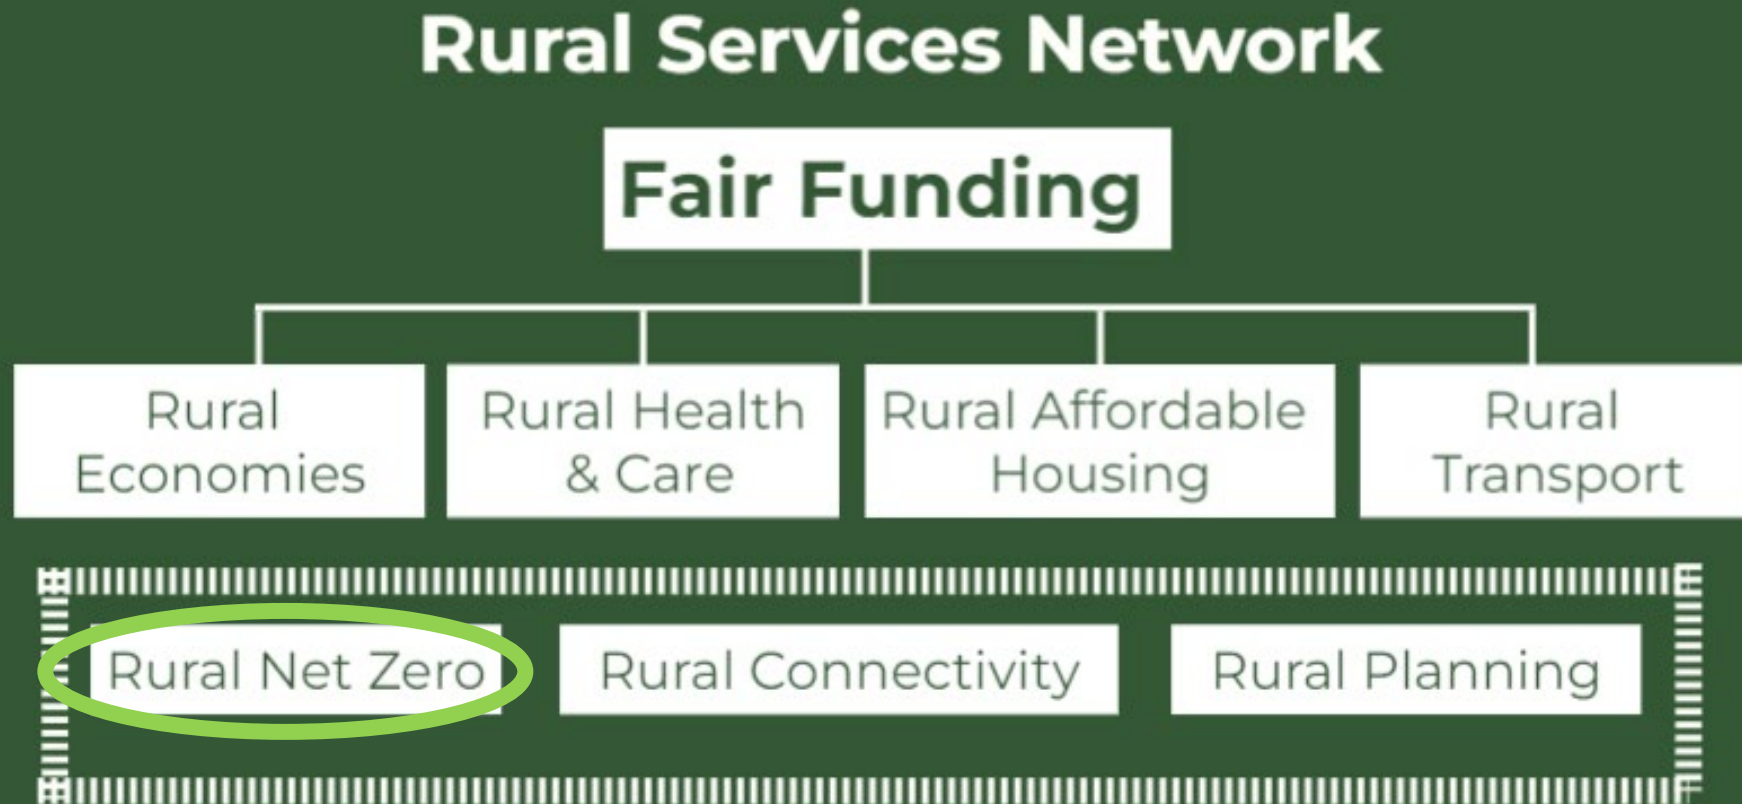 Rural Services Network
Fair Funding
Rural
Economies
Rural Health
& Care
Rural Affordable
Housing
Rural
Transport
Rural Net Zero
Rural Connectivity
Rural Planning